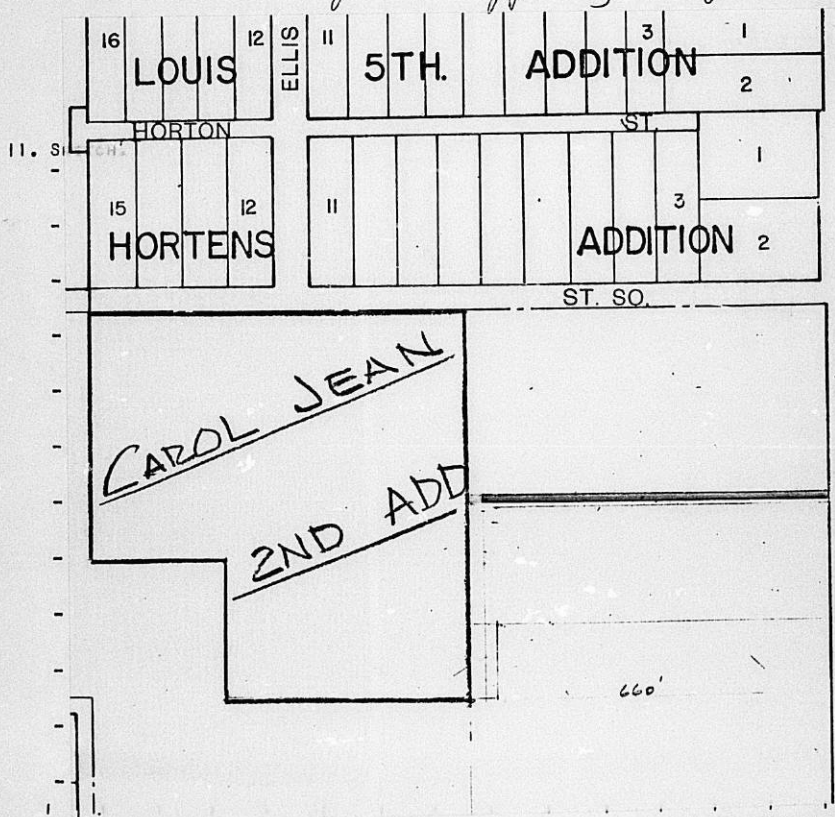 16 12 ELLIS 11 3 1
LOUIS 5TH. ADDITION
2
HORTON ST.
11. SKETCH:
1
15 12 11 3
HORTENS ADDITION 2
ST. SO.
CAROL JEAN
2ND ADD
660'